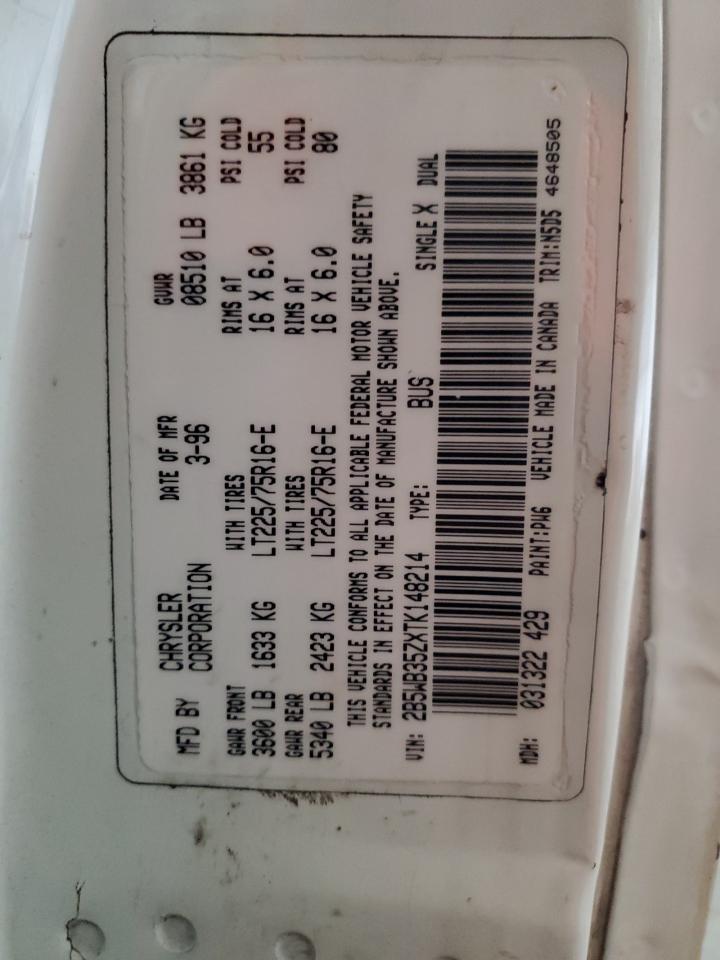 MFD BY CHRYSLER CORPORATION DATE OF MFR 3-96 GVWR 08510 LB 3861 KG
GAWR FRONT WITH TIRES RIMS AT PSI COLD
3600 LB 1633 KG LT225/75R16-E 16 X 6.0 55
GAWR REAR WITH TIRES RIMS AT PSI COLD
5340 LB 2423 KG LT225/75R16-E 16 X 6.0 80
THIS VEHICLE CONFORMS TO ALL APPLICABLE FEDERAL MOTOR VEHICLE SAFETY
STANDARDS IN EFFECT ON THE DATE OF MANUFACTURE SHOWN ABOVE.
VIN: 2B5WB35ZXTK148214 TYPE: BUS SINGLE X DUAL
MDH: 031322 429 PAINT:PW6 VEHICLE MADE IN CANADA TRIM:N5D5 4648505